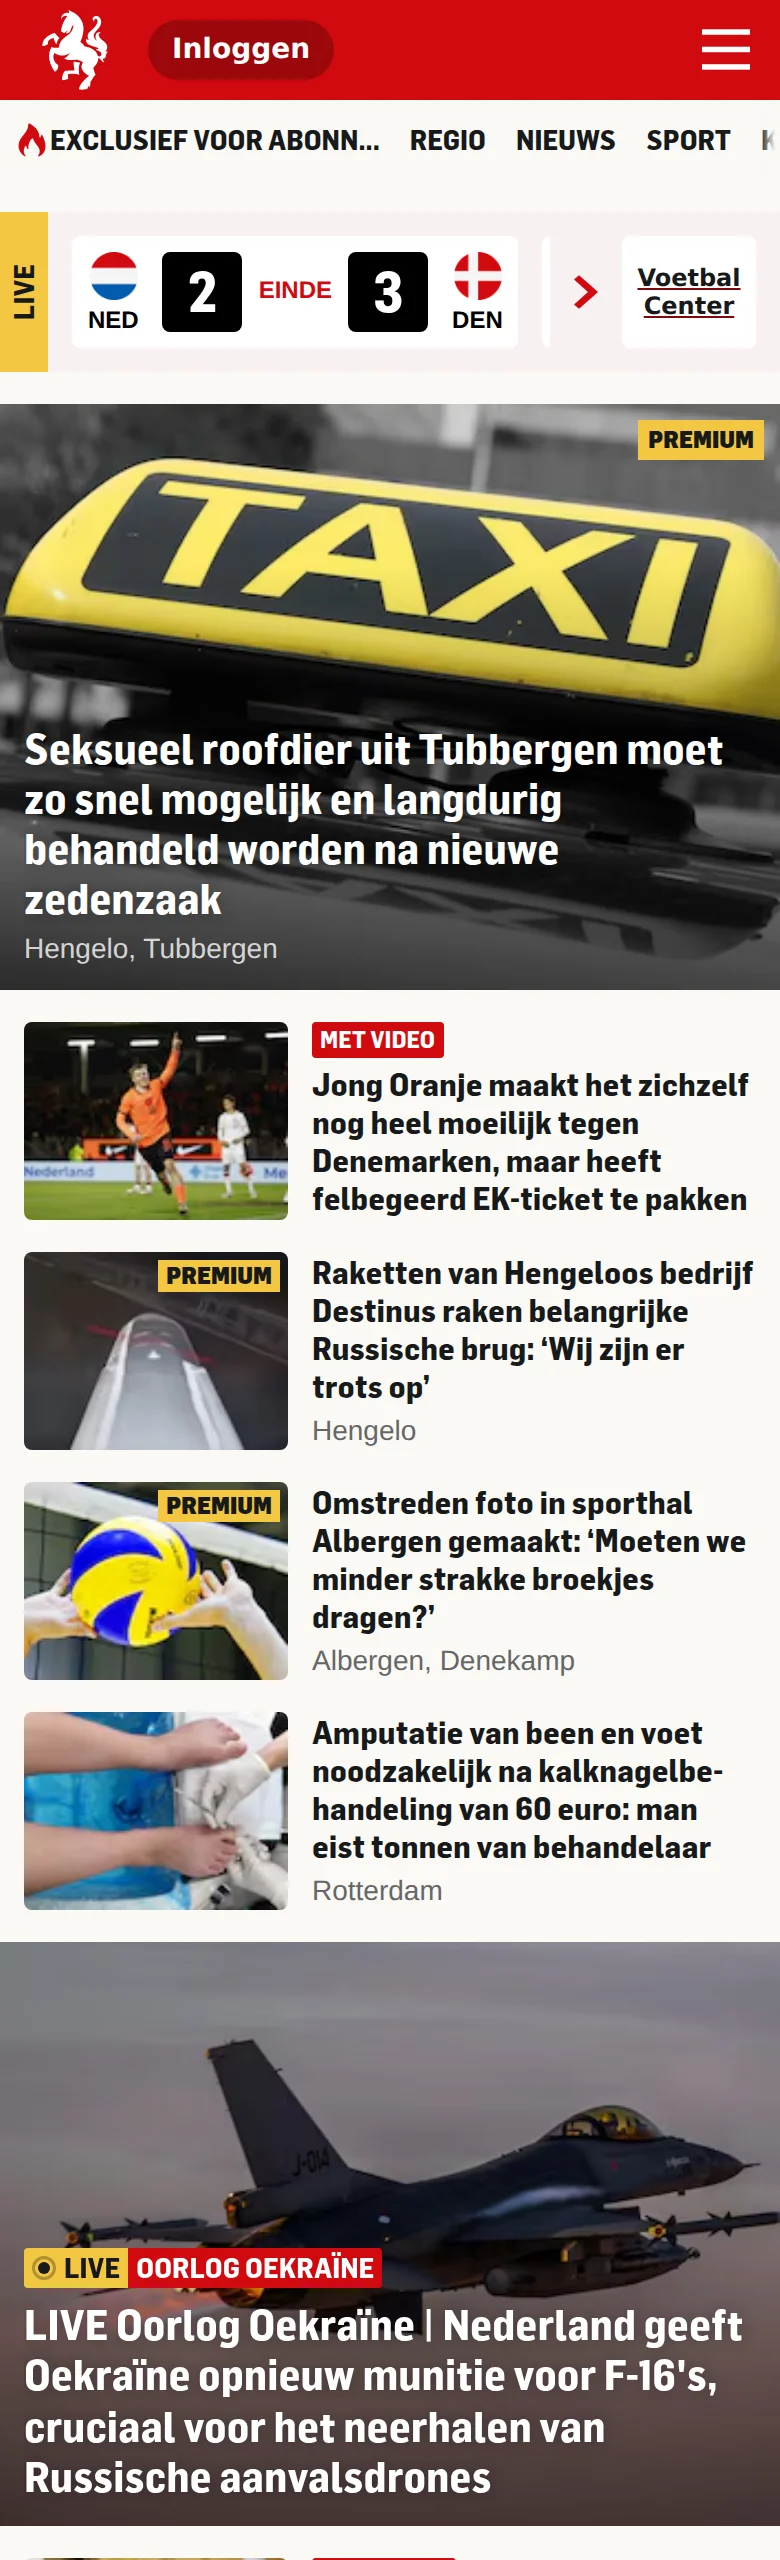 Inloggen
EXCLUSIEF VOOR ABONN... REGIO NIEUWS SPORT
LIVE
NED 2 EINDE 3 DEN
Voetbal
Center
PREMIUM
TAXI
Seksueel roofdier uit Tubbergen moet
zo snel mogelijk en langdurig
behandeld worden na nieuwe
zedenzaak
Hengelo, Tubbergen
Nederland
MET VIDEO
Jong Oranje maakt het zichzelf
nog heel moeilijk tegen
Denemarken, maar heeft
felbegeerd EK-ticket te pakken
PREMIUM
Raketten van Hengeloos bedrijf
Destinus raken belangrijke
Russische brug: ‘Wij zijn er
trots op’
Hengelo
PREMIUM
Omstreden foto in sporthal
Albergen gemaakt: ‘Moeten we
minder strakke broekjes
dragen?’
Albergen, Denekamp
Amputatie van been en voet
noodzakelijk na kalknagelbe-
handeling van 60 euro: man
eist tonnen van behandelaar
Rotterdam
J-014
LIVE OORLOG OEKRAÏNE
LIVE Oorlog Oekraïne | Nederland geeft
Oekraïne opnieuw munitie voor F-16's,
cruciaal voor het neerhalen van
Russische aanvalsdrones